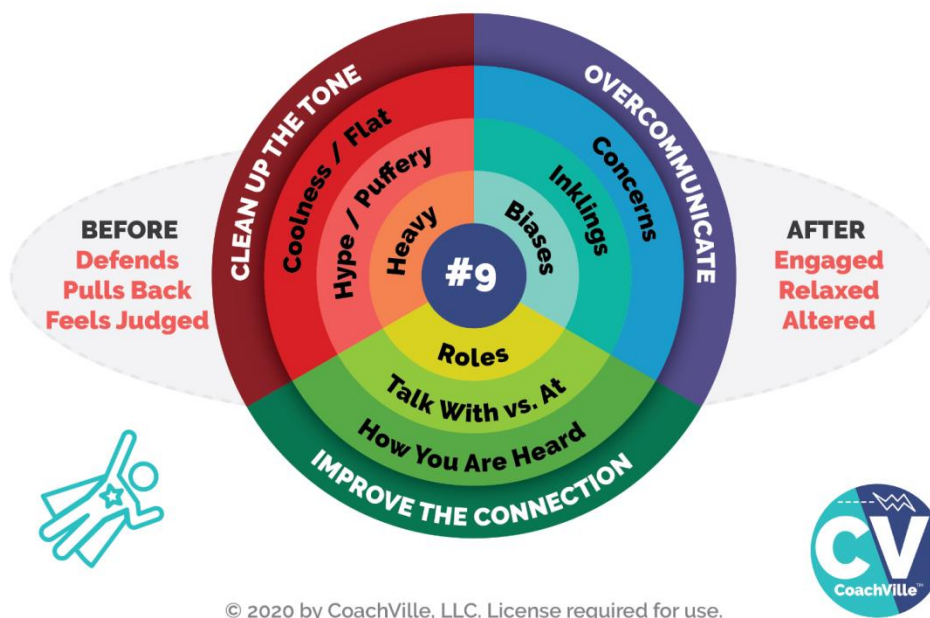 CLEAN UP THE TONE
Coolness / Flat
Hype / Puffery
Heavy
OVERCOMMUNICATE
Concerns
Inklings
Biases
#9
BEFORE
Defends
Pulls Back
Feels Judged
AFTER
Engaged
Relaxed
Altered
Roles
Talk With vs. At
How You Are Heard
IMPROVE THE CONNECTION
CV
CoachVille™
© 2020 by CoachVille, LLC. License required for use.